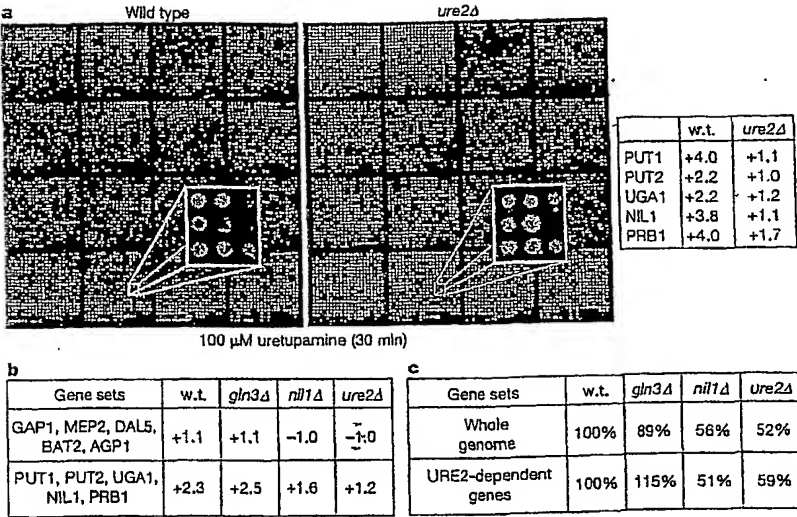 a
Wild type
ure2Δ
w.t. ure2Δ
PUT1 +4.0 +1.1
PUT2 +2.2 +1.0
UGA1 +2.2 +1.2
NIL1 +3.8 +1.1
PRB1 +4.0 +1.7
100 µM uretupamine (30 min)
b
Gene sets w.t. gln3Δ nil1Δ ure2Δ
GAP1, MEP2, DAL5,
BAT2, AGP1 +1.1 +1.1 −1.0 −1.0
PUT1, PUT2, UGA1,
NIL1, PRB1 +2.3 +2.5 +1.6 +1.2
c
Gene sets w.t. gln3Δ nil1Δ ure2Δ
Whole
genome 100% 89% 56% 52%
URE2-dependent
genes 100% 115% 51% 59%